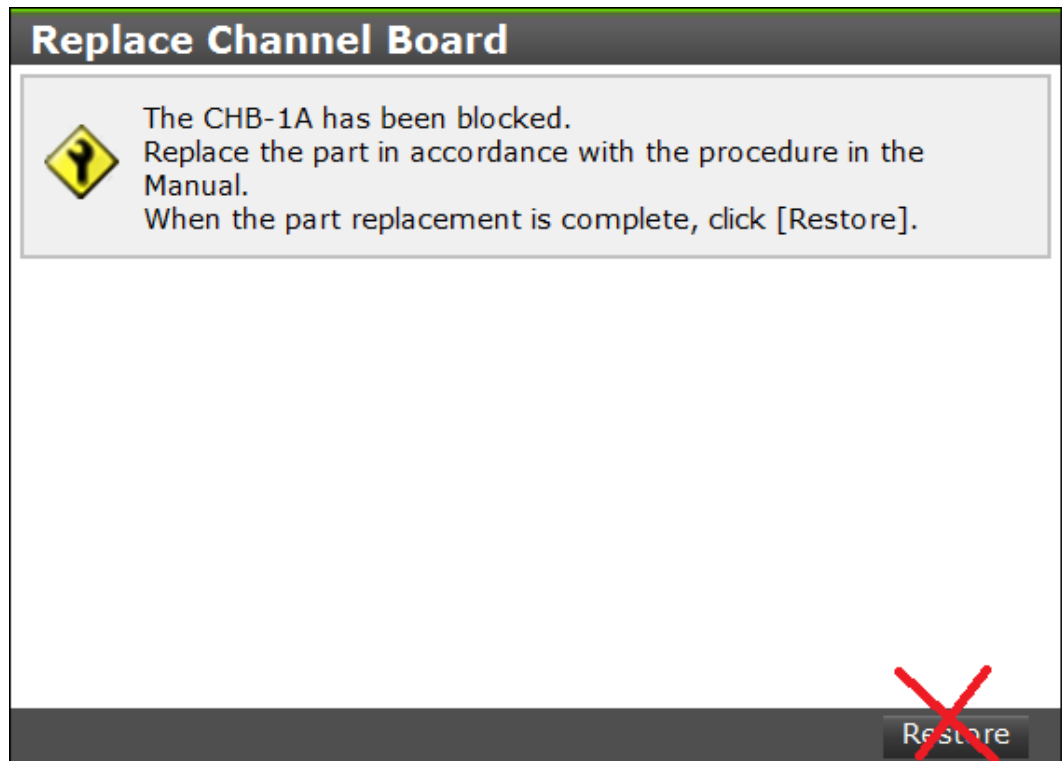 Replace Channel Board
The CHB-1A has been blocked.
Replace the part in accordance with the procedure in the
Manual.
When the part replacement is complete, click [Restore].
Restore